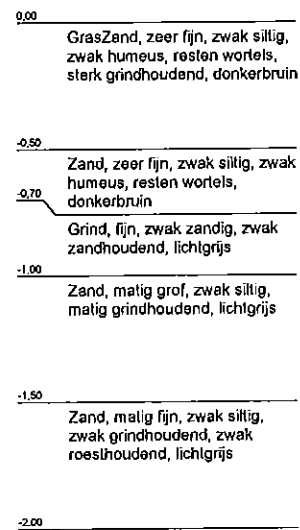 0,00
GrasZand, zeer fijn, zwak siltig,
zwak humeus, resten wortels,
sterk grindhoudend, donkerbruin
-0,50
Zand, zeer fijn, zwak siltig, zwak
humeus, resten wortels,
donkerbruin
-0,70
Grind, fijn, zwak zandig, zwak
zandhoudend, lichtgrijs
-1,00
Zand, matig grof, zwak siltig,
matig grindhoudend, lichtgrijs
-1,50
Zand, matig fijn, zwak siltig,
zwak grindhoudend, zwak
roesthoudend, lichtgrijs
-2,00